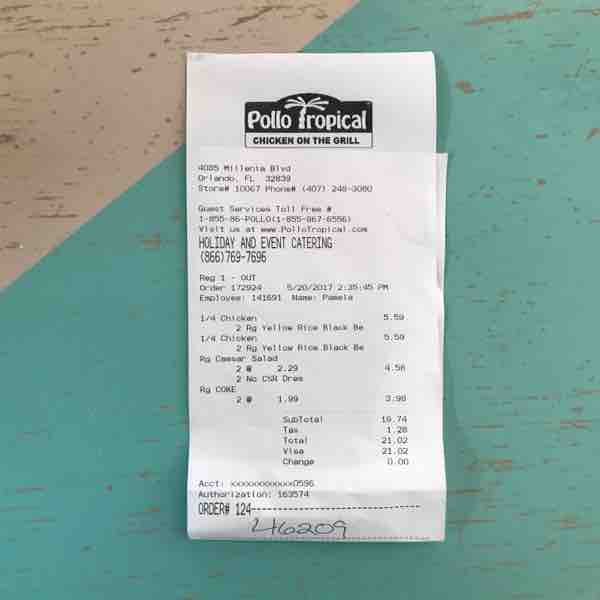 Pollo Tropical
CHICKEN ON THE GRILL
4085 Millenia Blvd
Orlando, FL 32839
Store# 10067 Phone# (407) 248-3080
Guest Services Toll Free #
1-855-86-POLLO(1-855-867-6556)
Visit us at www.PolloTropical.com
HOLIDAY AND EVENT CATERING
(866)769-7696
Reg 1 - OUT
Order 172924 5/20/2017 2:35:45 PM
Employee: 141691 Name: Pamela
1/4 Chicken 5.59
2 Rg Yellow Rice Black Be
1/4 Chicken 5.59
2 Rg Yellow Rice Black Be
Rg Caesar Salad
2 @ 2.29 4.58
2 No CSR Dres
Rg COKE
2 @ 1.99 3.98
SubTotal 19.74
Tax 1.28
Total 21.02
Visa 21.02
Change 0.00
Acct: xxxxxxxxxxxx0596
Authorization: 163574
ORDER# 124
46209